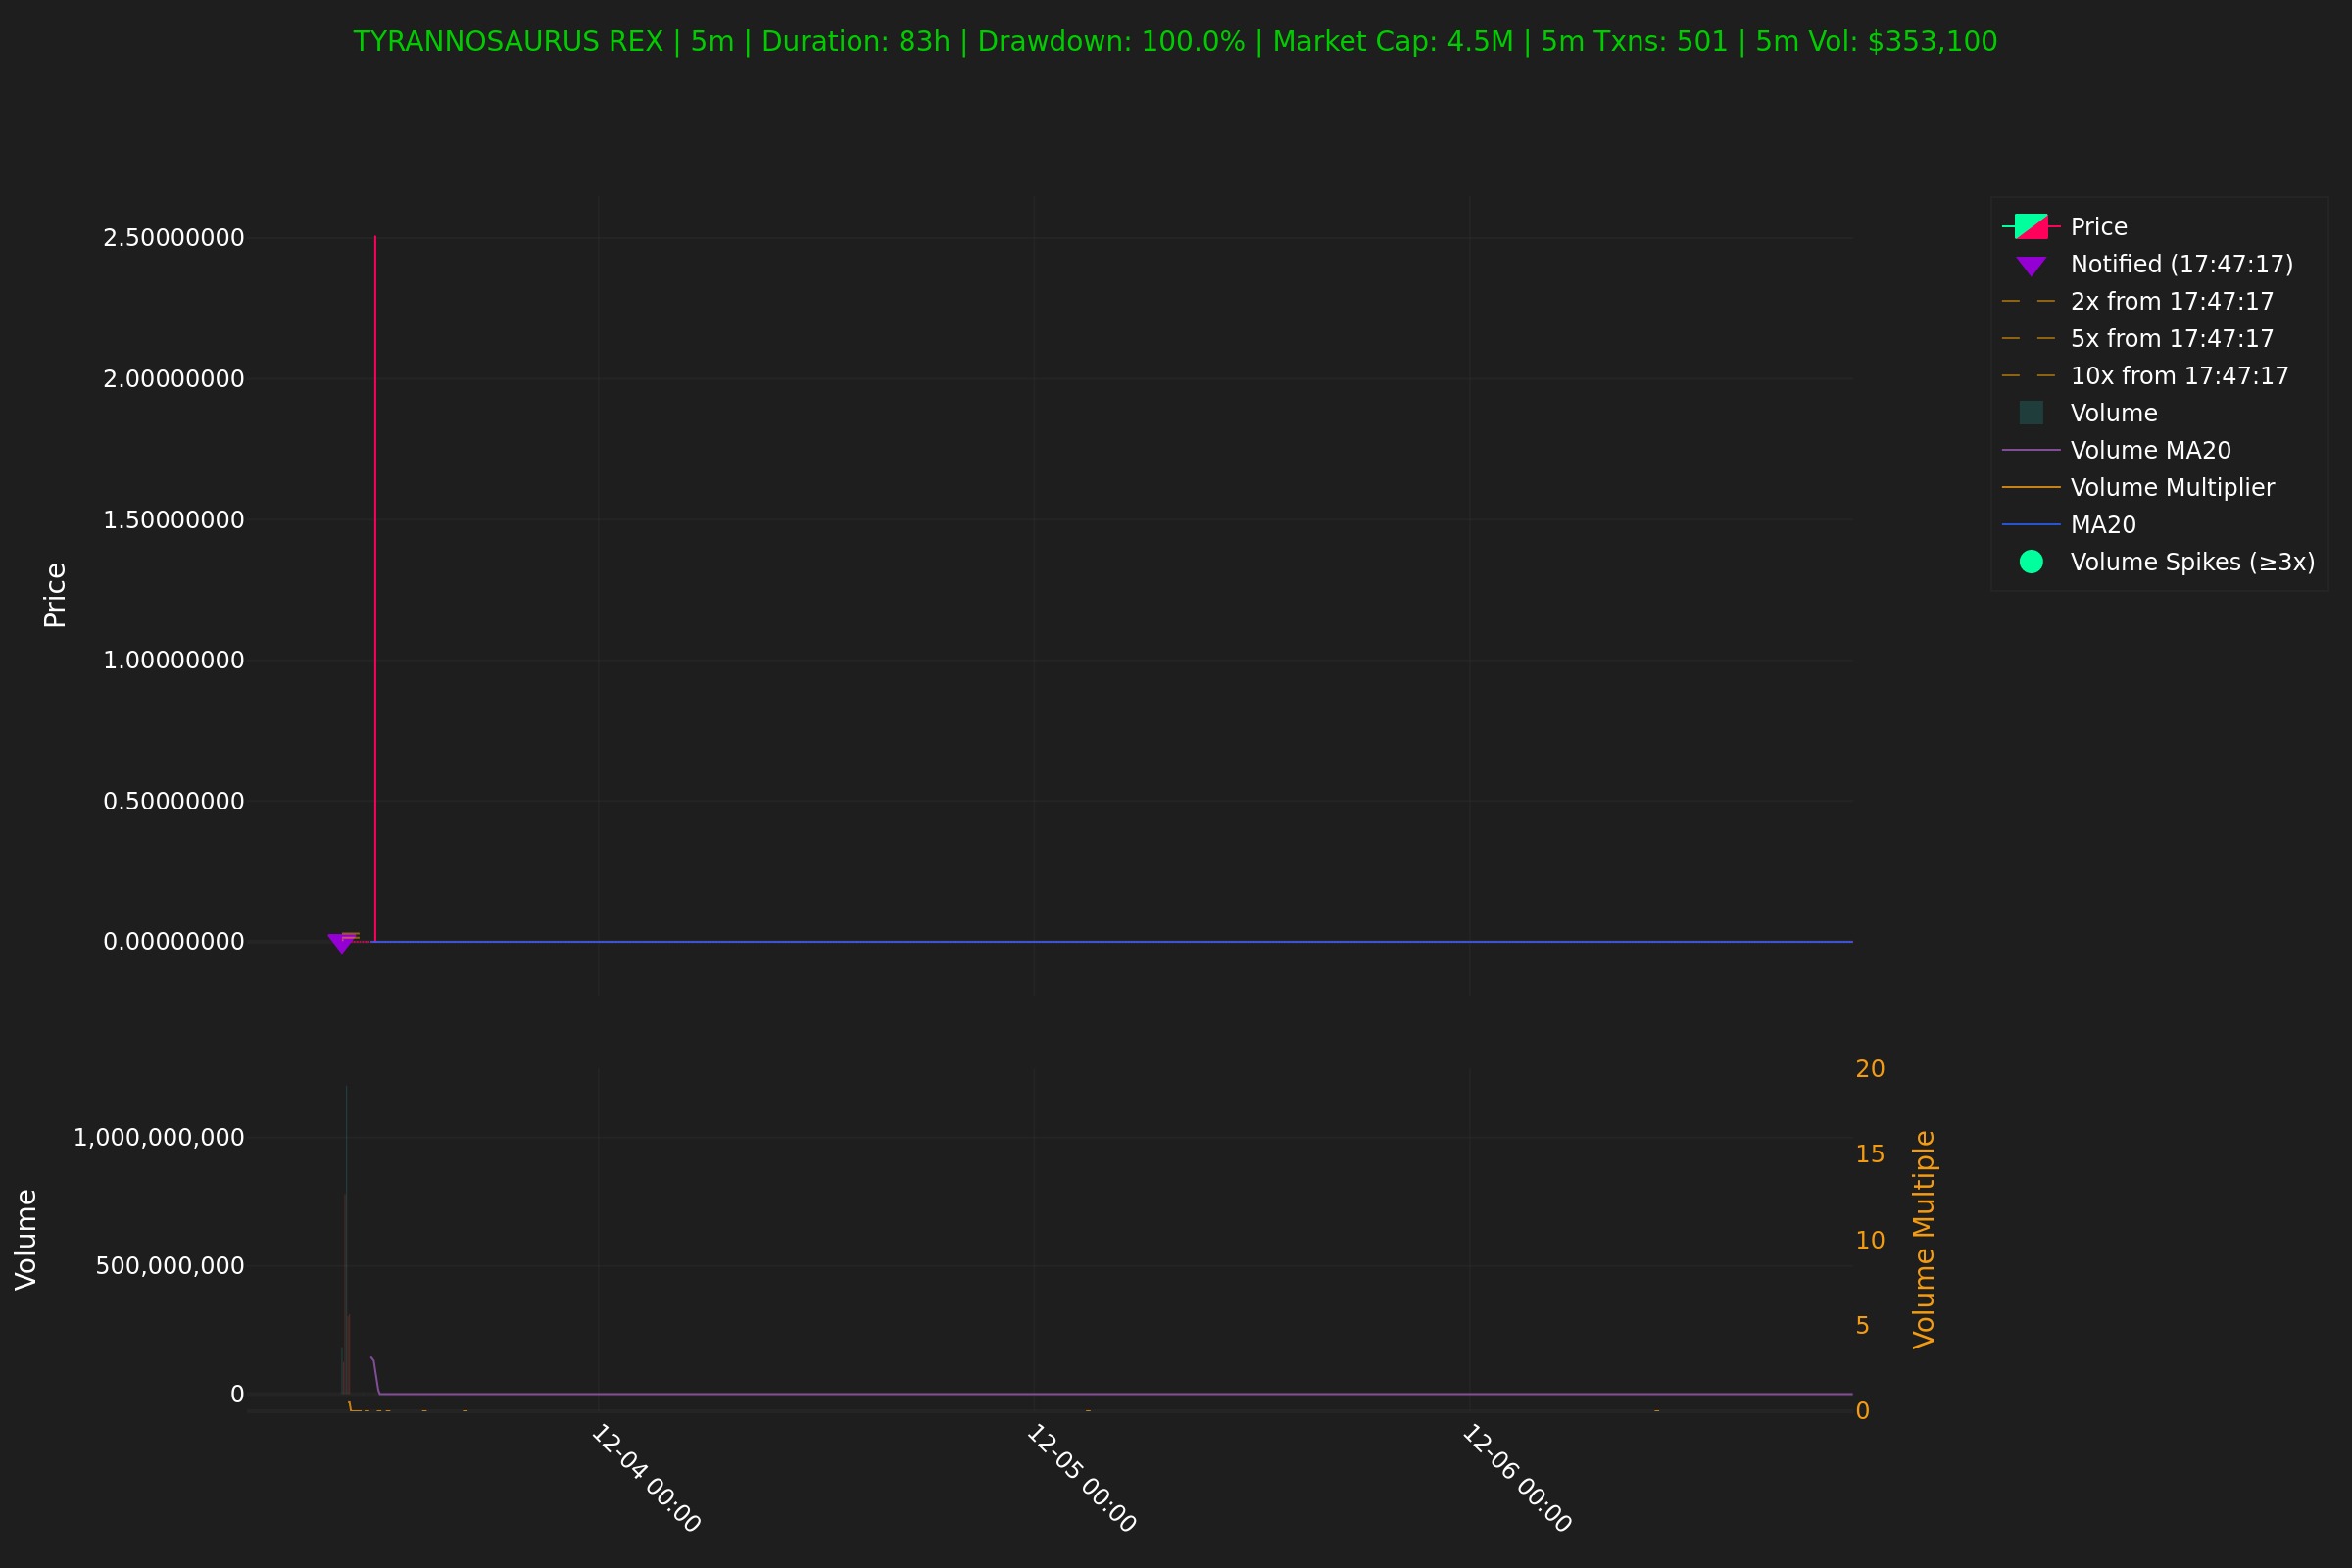 TYRANNOSAURUS REX | 5m | Duration: 83h | Drawdown: 100.0% | Market Cap: 4.5M | 5m Txns: 501 | 5m Vol: $353,100
Price
2.50000000
2.00000000
1.50000000
1.00000000
0.50000000
0.00000000
Price
Notified (17:47:17)
2x from 17:47:17
5x from 17:47:17
10x from 17:47:17
Volume
Volume MA20
Volume Multiplier
MA20
Volume Spikes (≥3x)
Volume
1,000,000,000
500,000,000
0
20
15
10
5
0
Volume Multiple
12-04 00:00
12-05 00:00
12-06 00:00